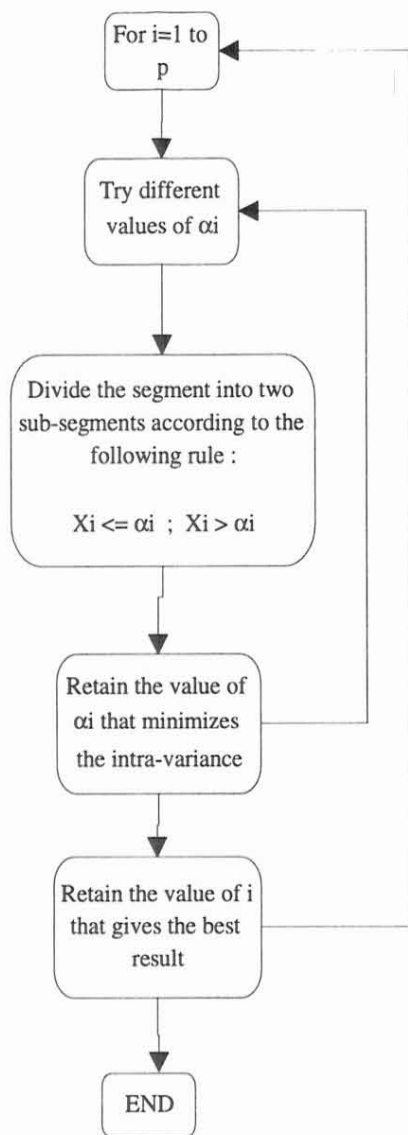 For i=1 to
p
Try different
values of αi
Divide the segment into two
sub-segments according to the
following rule :
Xi <= αi ; Xi > αi
Retain the value of
αi that minimizes
the intra-variance
Retain the value of i
that gives the best
result
END